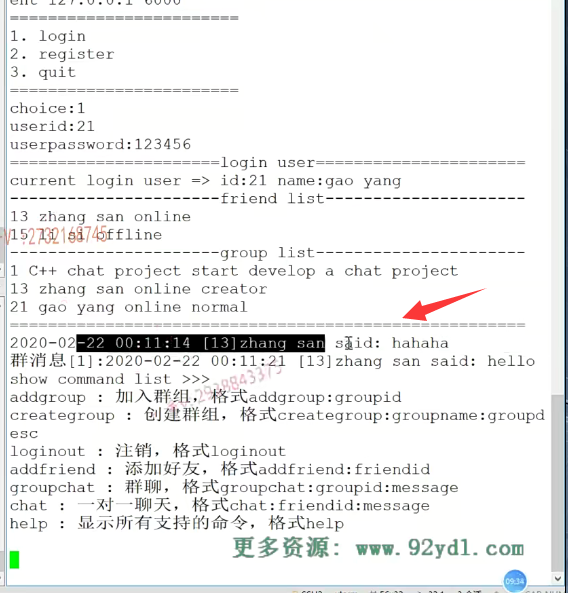 ent 127.0.0.1 6000
=========================
1. login
2. register
3. quit
=========================
choice:1
userid:21
userpassword:123456
=======================login user=======================
current login user => id:21 name:gao yang
-----------------------friend list----------------------
13 zhang san online
15 li si offline
-----------------------group list-----------------------
1 C++ chat project start develop a chat project
13 zhang san online creator
21 gao yang online normal
========================================================
2020-02-22 00:11:14 [13]zhang san said: hahaha
群消息[1]:2020-02-22 00:11:21 [13]zhang san said: hello
show command list >>>
addgroup : 加入群组，格式addgroup:groupid
creategroup : 创建群组，格式creategroup:groupname:groupd
esc
loginout : 注销，格式loginout
addfriend : 添加好友，格式addfriend:friendid
groupchat : 群聊，格式groupchat:groupid:message
chat : 一对一聊天，格式chat:friendid:message
help : 显示所有支持的命令，格式help
更多资源: www.92ydl.com
09:34